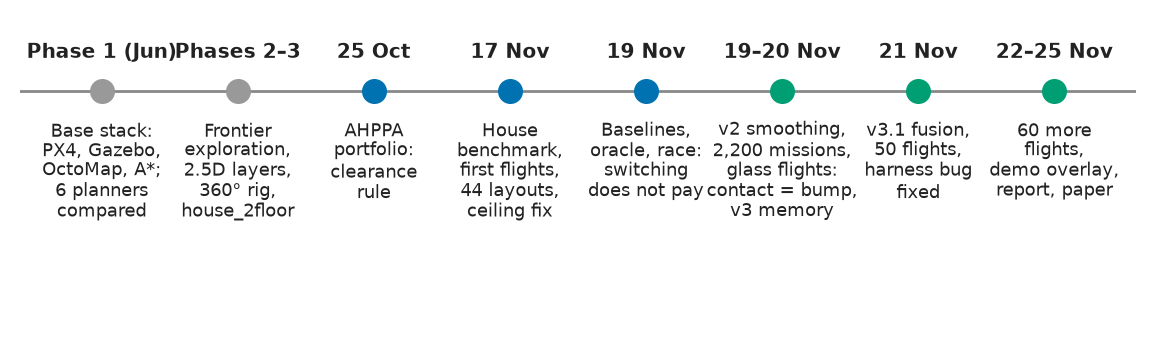 Phase 1 (Jun)
Phases 2–3
25 Oct
17 Nov
19 Nov
19–20 Nov
21 Nov
22–25 Nov
Base stack:
PX4, Gazebo,
OctoMap, A*;
6 planners
compared
Frontier
exploration,
2.5D layers,
360° rig,
house_2floor
AHPPA
portfolio:
clearance
rule
House
benchmark,
first flights,
44 layouts,
ceiling fix
Baselines,
oracle, race:
switching
does not pay
v2 smoothing,
2,200 missions,
glass flights:
contact = bump,
v3 memory
v3.1 fusion,
50 flights,
harness bug
fixed
60 more
flights,
demo overlay,
report, paper